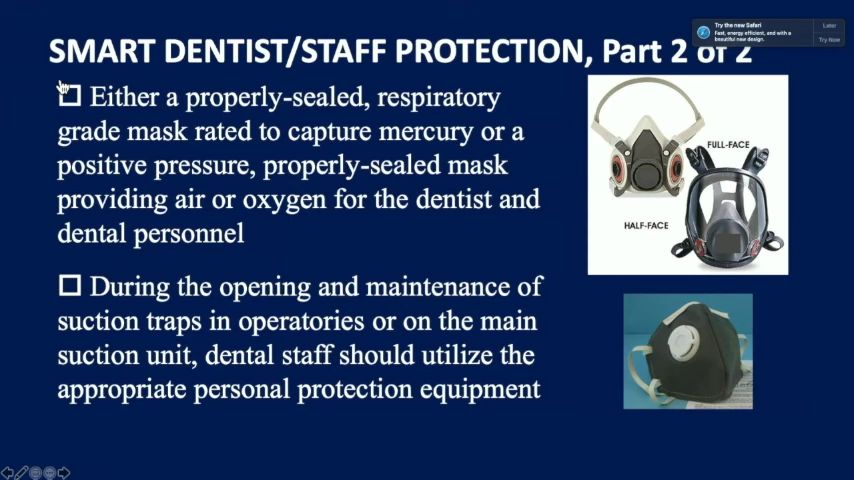 SMART DENTIST/STAFF PROTECTION, Part 2 of 2
Try the new Safari
Fast, energy efficient, and with a
beautiful new design.
Later
Try Now
Either a properly-sealed, respiratory
grade mask rated to capture mercury or a
positive pressure, properly-sealed mask
providing air or oxygen for the dentist and
dental personnel
During the opening and maintenance of
suction traps in operatories or on the main
suction unit, dental staff should utilize the
appropriate personal protection equipment
FULL-FACE
HALF-FACE